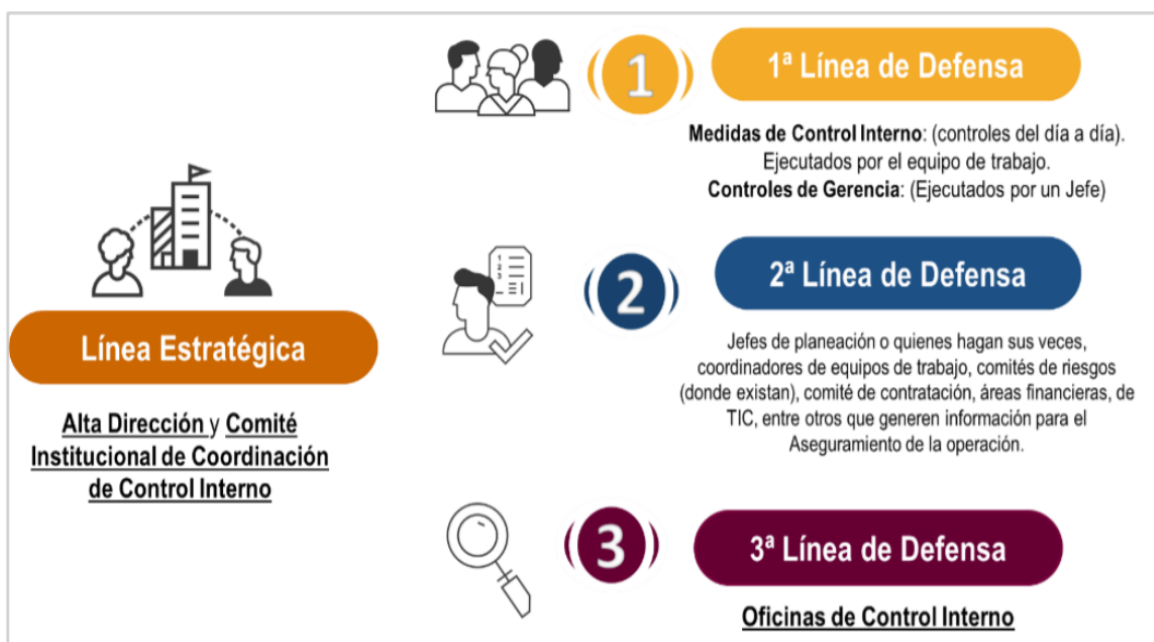 Línea Estratégica
Alta Dirección y Comité
Institucional de Coordinación
de Control Interno
1
1ª Línea de Defensa
Medidas de Control Interno: (controles del día a día).
Ejecutados por el equipo de trabajo.
Controles de Gerencia: (Ejecutados por un Jefe)
1
2
3
2
2ª Línea de Defensa
Jefes de planeación o quienes hagan sus veces,
coordinadores de equipos de trabajo, comités de riesgos
(donde existan), comité de contratación, áreas financieras, de
TIC, entre otros que generen información para el
Aseguramiento de la operación.
3
3ª Línea de Defensa
Oficinas de Control Interno